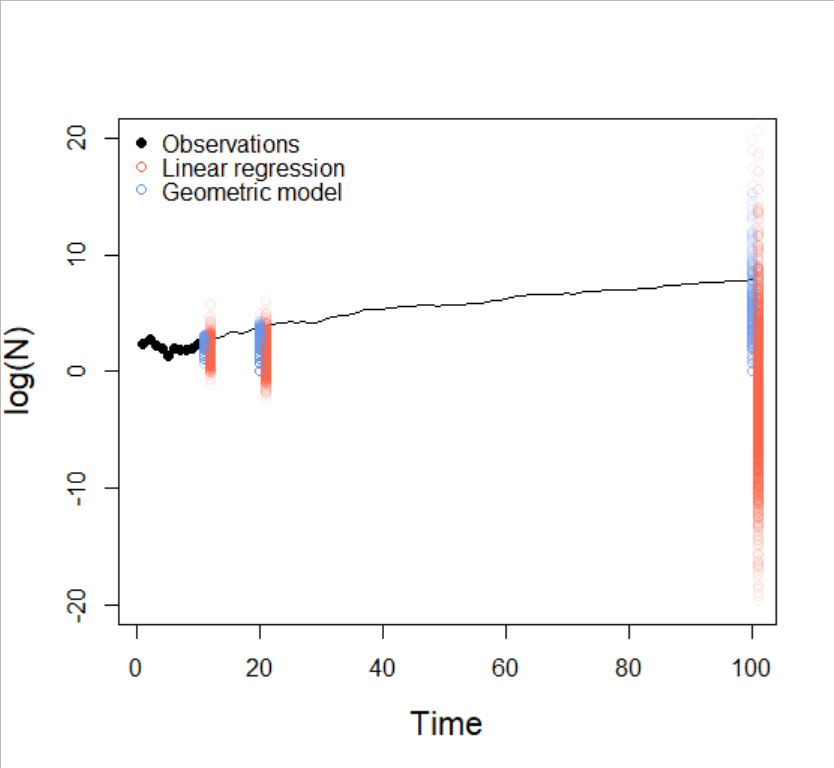 Observations
Linear regression
Geometric model
20
10
0
-10
-20
log(N)
0 20 40 60 80 100
Time